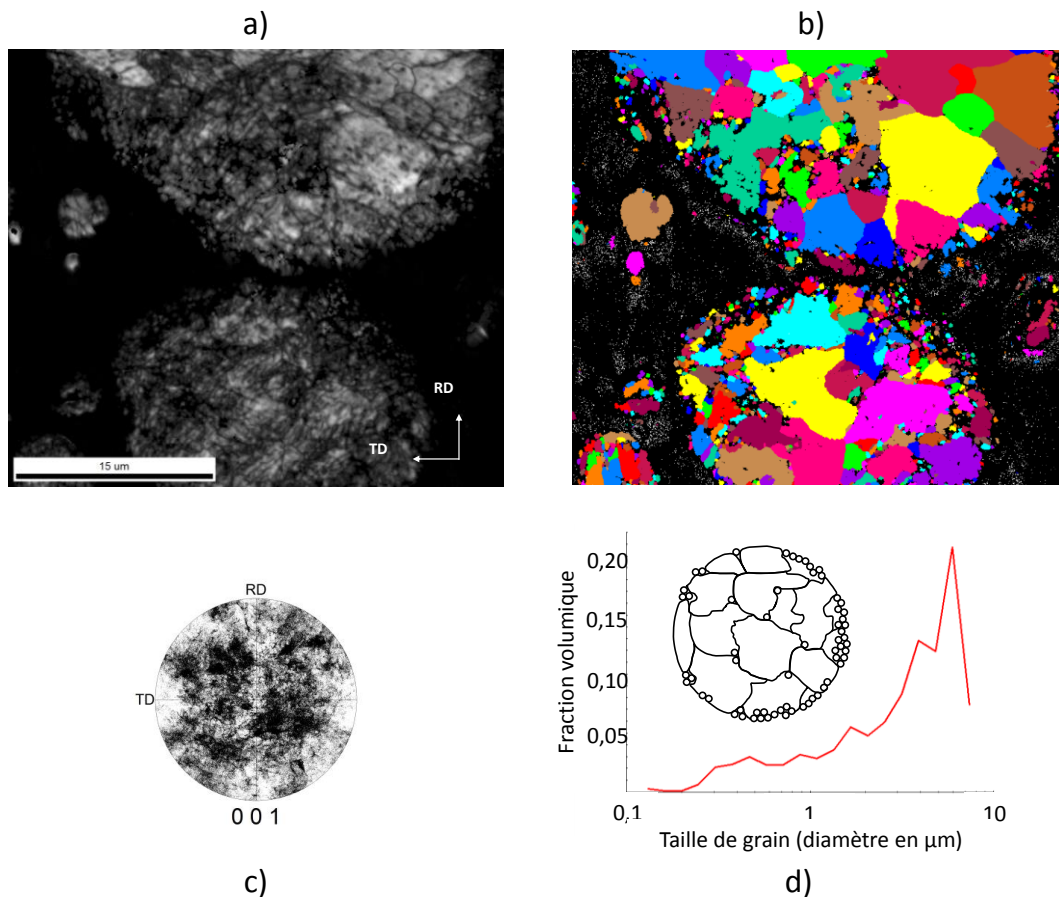 a)
b)
RD
TD
15 um
RD
TD
0 0 1
Fraction volumique
0,20
0,15
0,10
0,05
0,1
1
10
Taille de grain (diamètre en µm)
c)
d)